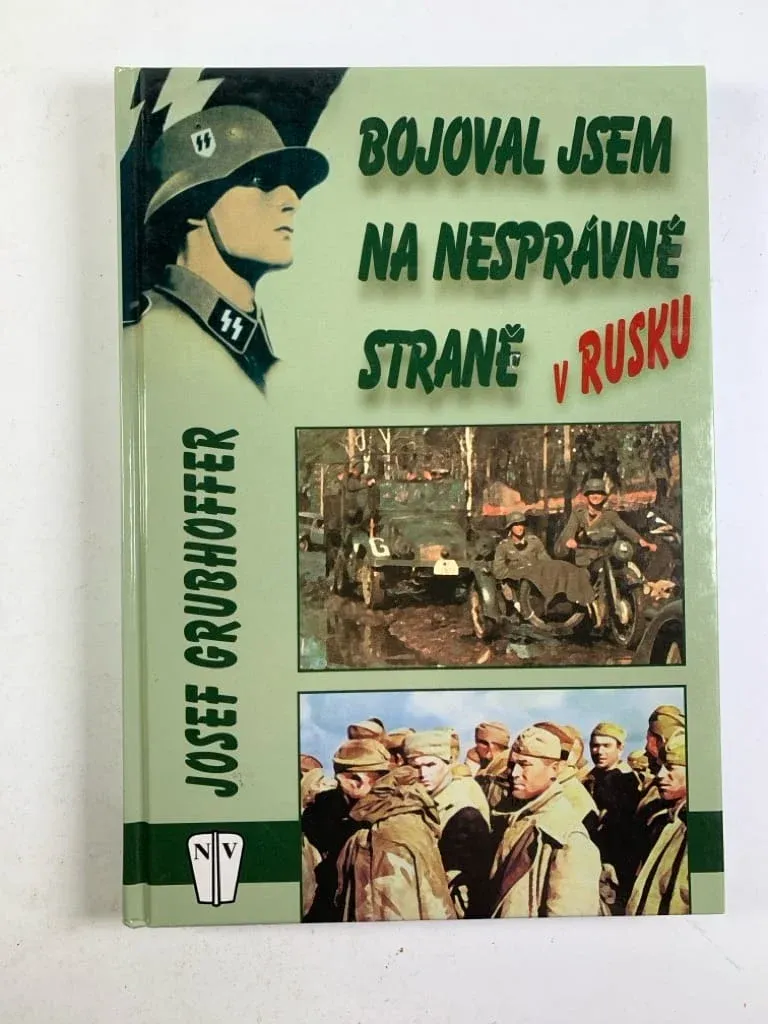 BOJOVAL JSEM
NA NESPRÁVNÉ
STRANĚ V RUSKU
JOSEF GRUBHOFFER
NV
G